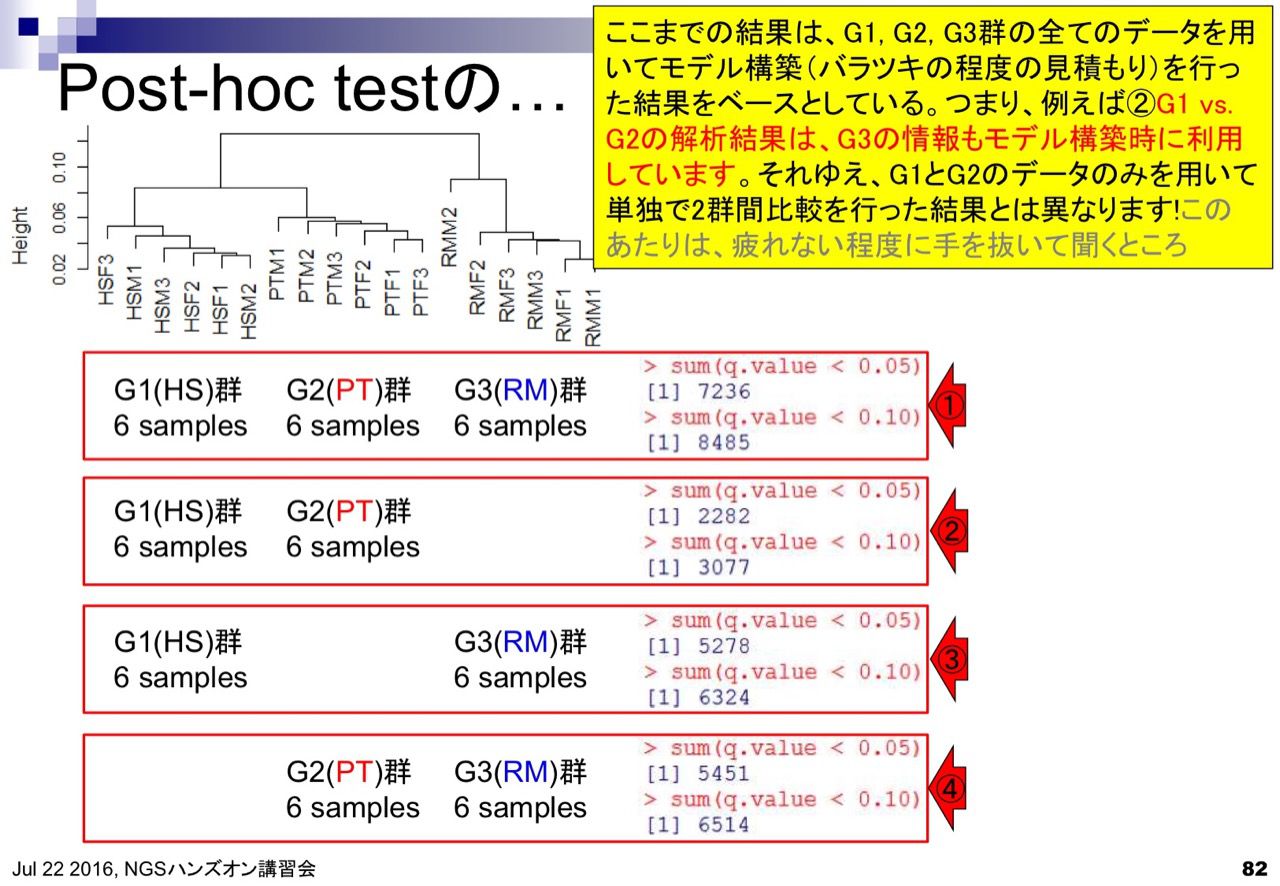 Post-hoc testの…
ここまでの結果は、G1, G2, G3群の全てのデータを用
いてモデル構築(バラツキの程度の見積もり)を行っ
た結果をベースとしている。つまり、例えば②G1 vs.
G2の解析結果は、G3の情報もモデル構築時に利用
しています。それゆえ、G1とG2のデータのみを用いて
単独で2群間比較を行った結果とは異なります!この
あたりは、疲れない程度に手を抜いて聞くところ
Height
0.02 0.06 0.10
HSF3 HSM1 HSM3 HSF2 HSF1 HSM2 PTM1 PTM2 PTM3 PTF2 PTF1 PTF3 RMM2 RMF2 RMF3 RMM3 RMF1 RMM1
G1(HS)群 G2(PT)群 G3(RM)群
6 samples 6 samples 6 samples
> sum(q.value < 0.05)
[1] 7236
> sum(q.value < 0.10)
[1] 8485
①
G1(HS)群 G2(PT)群
6 samples 6 samples
> sum(q.value < 0.05)
[1] 2282
> sum(q.value < 0.10)
[1] 3077
②
G1(HS)群 G3(RM)群
6 samples 6 samples
> sum(q.value < 0.05)
[1] 5278
> sum(q.value < 0.10)
[1] 6324
③
G2(PT)群 G3(RM)群
6 samples 6 samples
> sum(q.value < 0.05)
[1] 5451
> sum(q.value < 0.10)
[1] 6514
④
Jul 22 2016, NGSハンズオン講習会
82